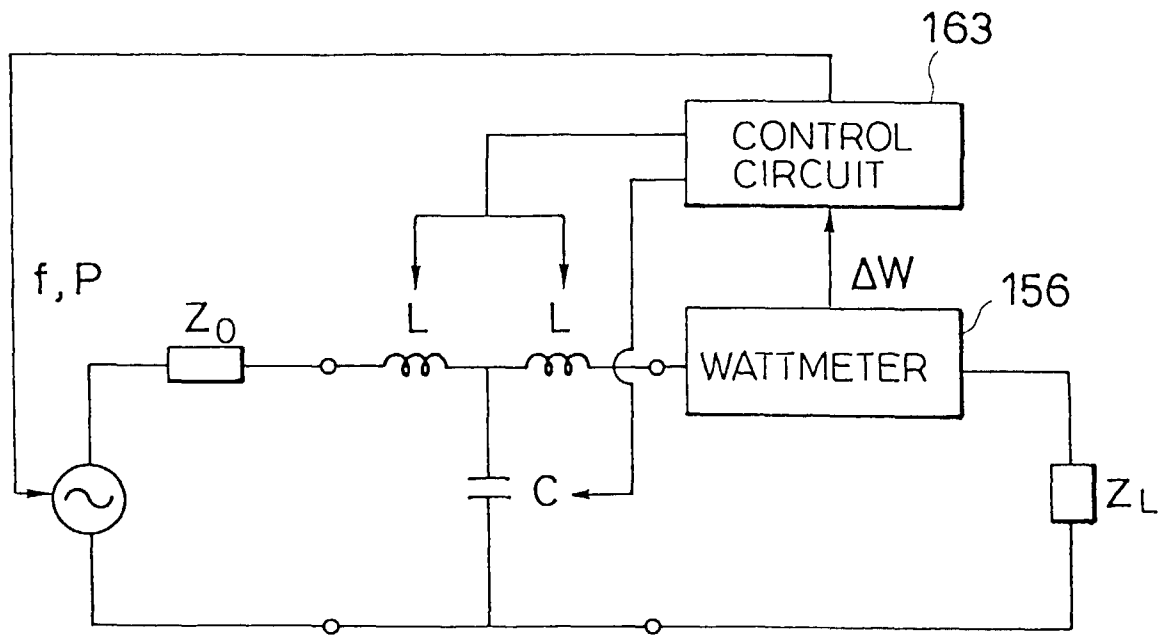 163
CONTROL
CIRCUIT
f, P
ΔW
156
Z0
L
L
WATTMETER
C
ZL